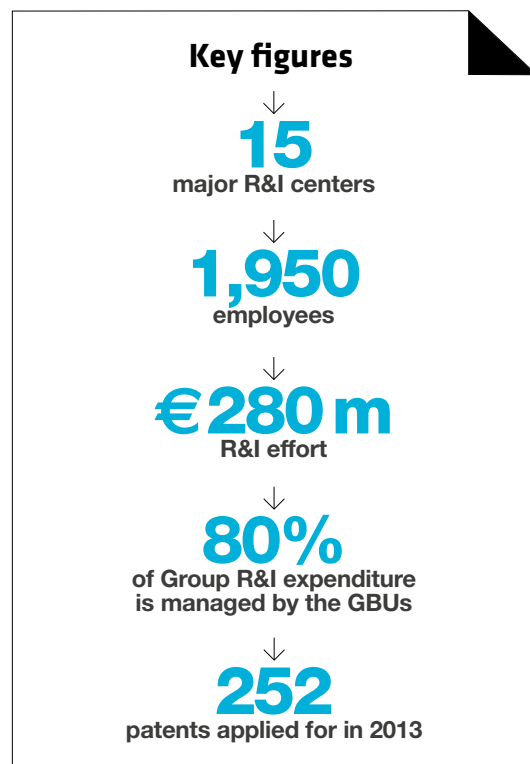 Key figures
15
major R&I centers
1,950
employees
€280 m
R&I effort
80%
of Group R&I expenditure
is managed by the GBUs
252
patents applied for in 2013